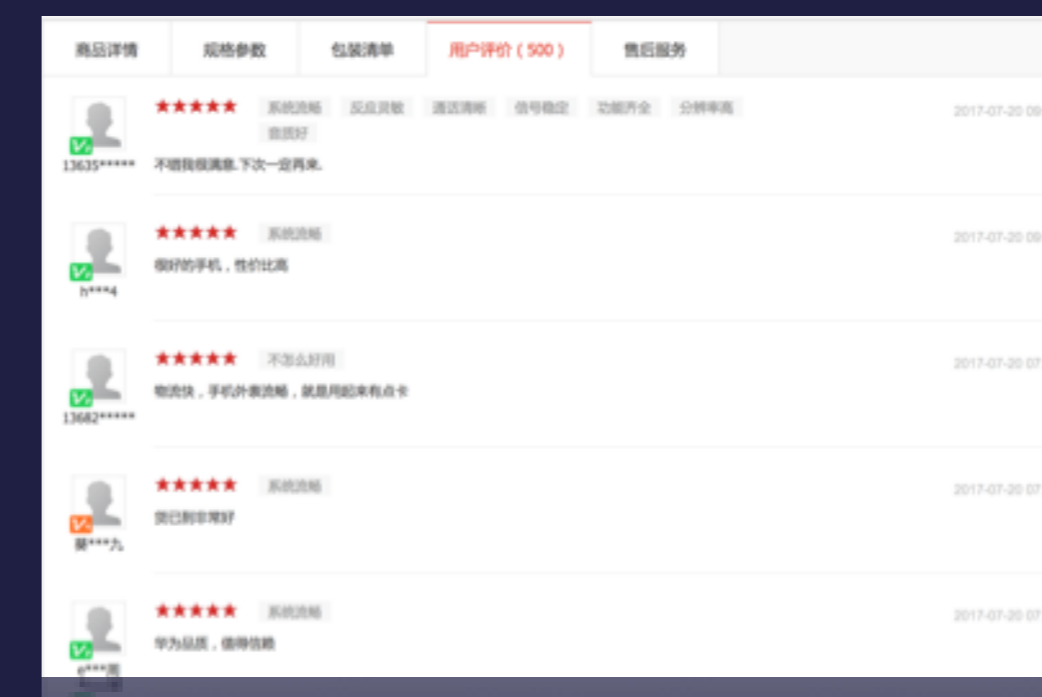 商品详情 规格参数 包装清单 用户评价（500） 售后服务
★★★★★ 系统流畅 反应灵敏 通话清晰 信号稳定 功能齐全 分辨率高 2017-07-20 09
音质好
13635***** 不错我很满意.下次一定再来.
★★★★★ 系统流畅 2017-07-20 09
很好的手机，性价比高
h***4
★★★★★ 不怎么好用 2017-07-20 07
物流快，手机外表流畅，就是用起来有点卡
13682*****
★★★★★ 系统流畅 2017-07-20 07
货已到非常好
***九
★★★★★ 系统流畅 2017-07-20 07
华为品质，值得信赖
e***